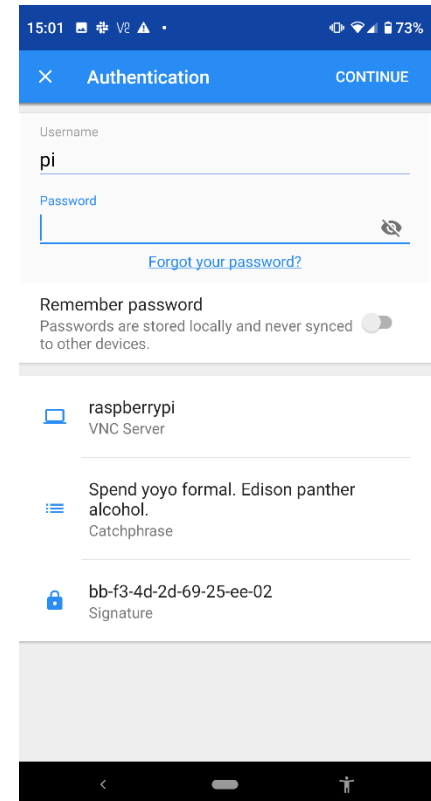 15:01 73%
Authentication CONTINUE
Username
pi
Password
Forgot your password?
Remember password
Passwords are stored locally and never synced
to other devices.
raspberrypi
VNC Server
Spend yoyo formal. Edison panther
alcohol.
Catchphrase
bb-f3-4d-2d-69-25-ee-02
Signature